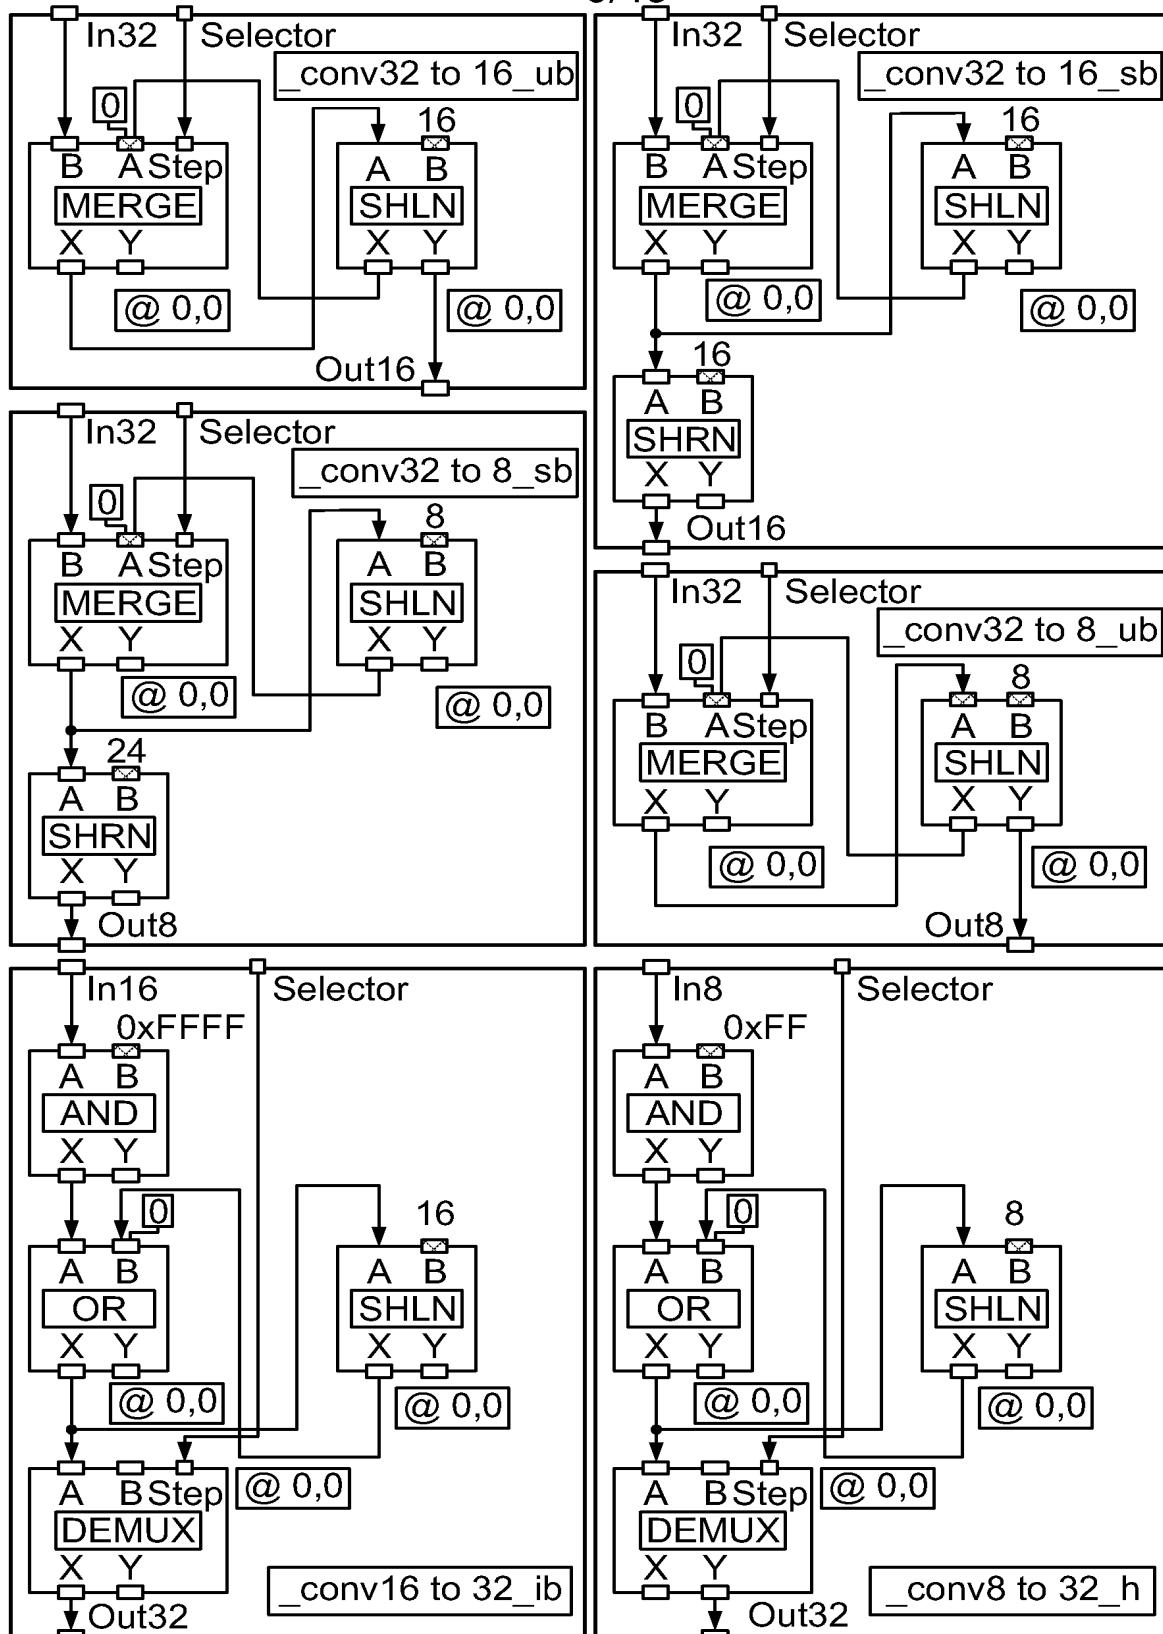 In32 Selector
_conv32 to 16_ub
0
16
B A Step
A B
MERGE
SHLN
X Y
X Y
@ 0,0
@ 0,0
Out16
In32 Selector
_conv32 to 16_sb
0
16
B A Step
A B
MERGE
SHLN
X Y
X Y
@ 0,0
@ 0,0
16
A B
SHRN
X Y
Out16
In32 Selector
_conv32 to 8_sb
0
8
B A Step
A B
MERGE
SHLN
X Y
X Y
@ 0,0
@ 0,0
24
A B
SHRN
X Y
Out8
In32 Selector
_conv32 to 8_ub
0
8
B A Step
A B
MERGE
SHLN
X Y
X Y
@ 0,0
@ 0,0
Out8
In16 Selector
0xFFFF
A B
AND
X Y
0
16
A B
A B
OR
SHLN
X Y
X Y
@ 0,0
@ 0,0
A B Step
@ 0,0
DEMUX
X Y
_conv16 to 32_ib
Out32
In8 Selector
0xFF
A B
AND
X Y
0
8
A B
A B
OR
SHLN
X Y
X Y
@ 0,0
@ 0,0
A B Step
@ 0,0
DEMUX
X Y
_conv8 to 32_h
Out32